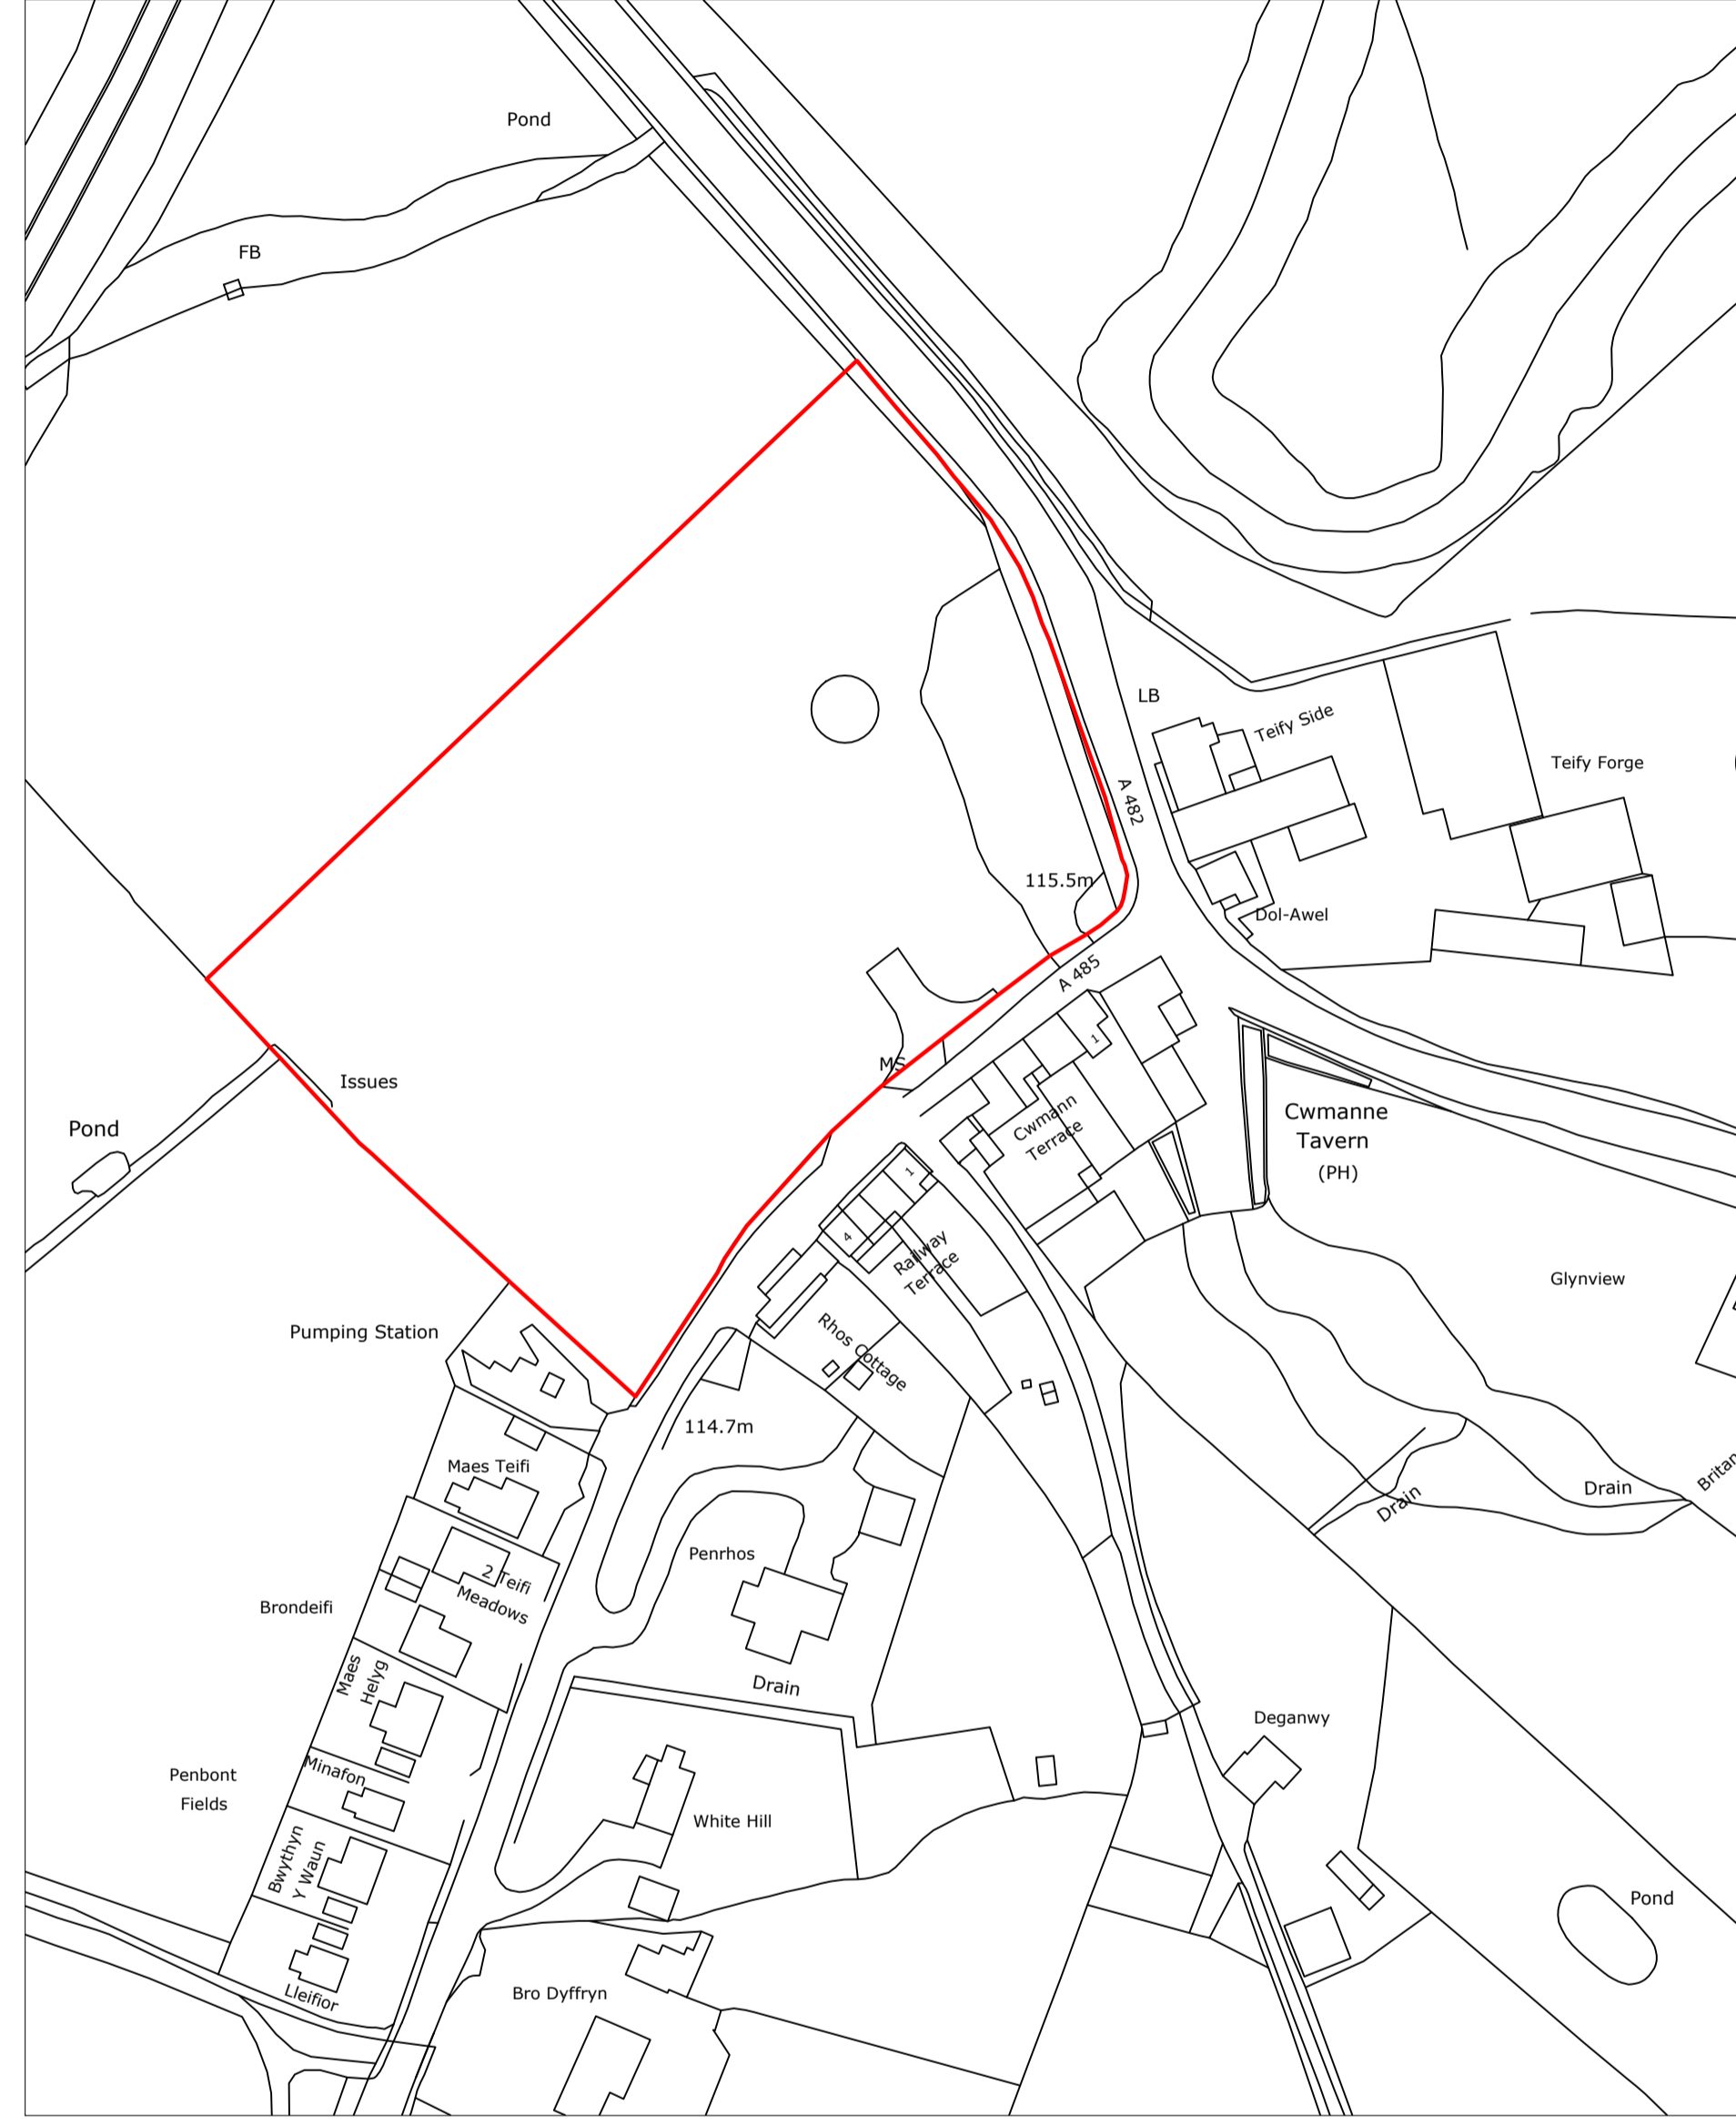 Pond
FB
LB
Teify Side
Teify Forge
A 482
115.5m
Dol-Awel
A 485
1
MS
Issues
Cwmann
Terrace
Cwmanne
Tavern
(PH)
Pond
1
4
Railway
Terrace
Glynview
Pumping Station
Rhos Cottage
114.7m
Maes Teifi
Drain
Drain
Penrhos
2 Teifi
Meadows
Brondeifi
Maes
Helyg
Drain
Deganwy
Minafon
Penbont
Fields
White Hill
Bwythyn
Y Waun
Pond
Lleifior
Bro Dyffryn